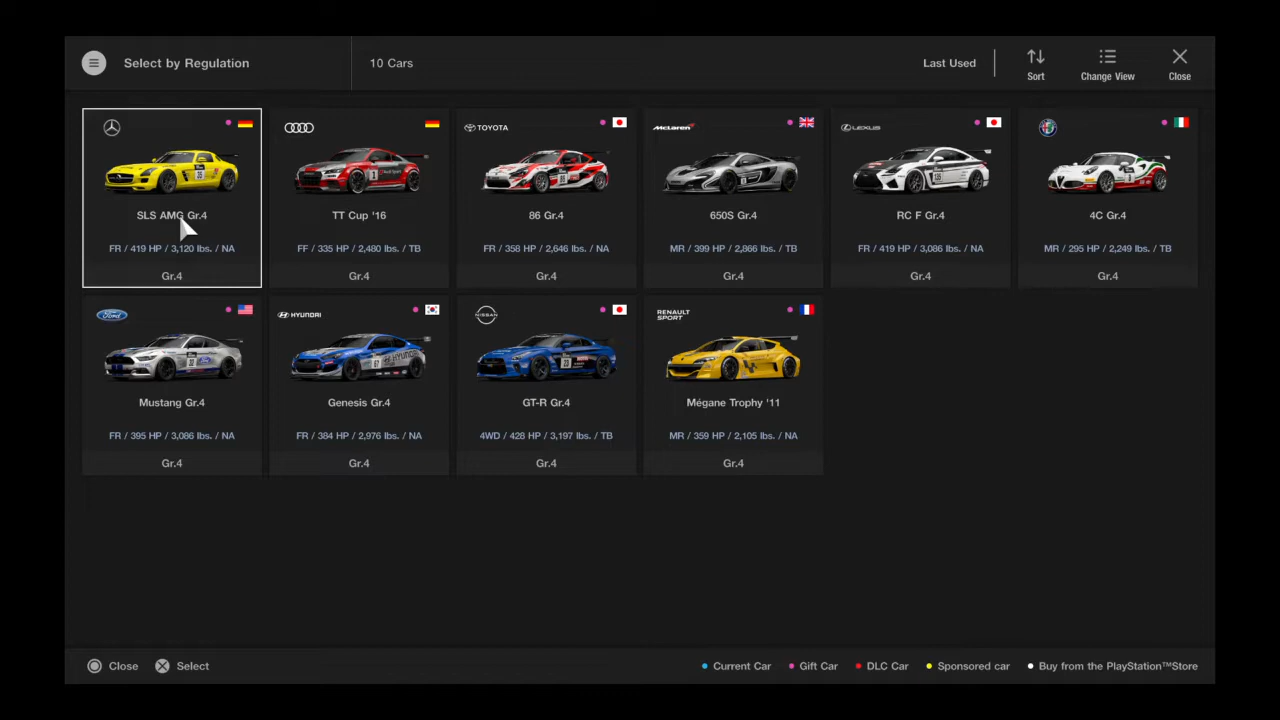 Select by Regulation
10 Cars
Last Used
Sort
Change View
Close
SLS AMG Gr.4
FR / 419 HP / 3,120 lbs. / NA
Gr.4
TT Cup '16
FF / 335 HP / 2,480 lbs. / TB
Gr.4
TOYOTA
86 Gr.4
FR / 358 HP / 2,646 lbs. / NA
Gr.4
McLaren
650S Gr.4
MR / 399 HP / 2,866 lbs. / TB
Gr.4
LEXUS
RC F Gr.4
FR / 419 HP / 3,086 lbs. / NA
Gr.4
4C Gr.4
MR / 295 HP / 2,249 lbs. / TB
Gr.4
Ford
Mustang Gr.4
FR / 395 HP / 3,086 lbs. / NA
Gr.4
HYUNDAI
Genesis Gr.4
FR / 384 HP / 2,976 lbs. / NA
Gr.4
NISSAN
GT-R Gr.4
4WD / 428 HP / 3,197 lbs. / TB
Gr.4
RENAULT
SPORT
Mégane Trophy '11
MR / 359 HP / 2,105 lbs. / NA
Gr.4
Close
Select
Current Car
Gift Car
DLC Car
Sponsored car
Buy from the PlayStation™Store